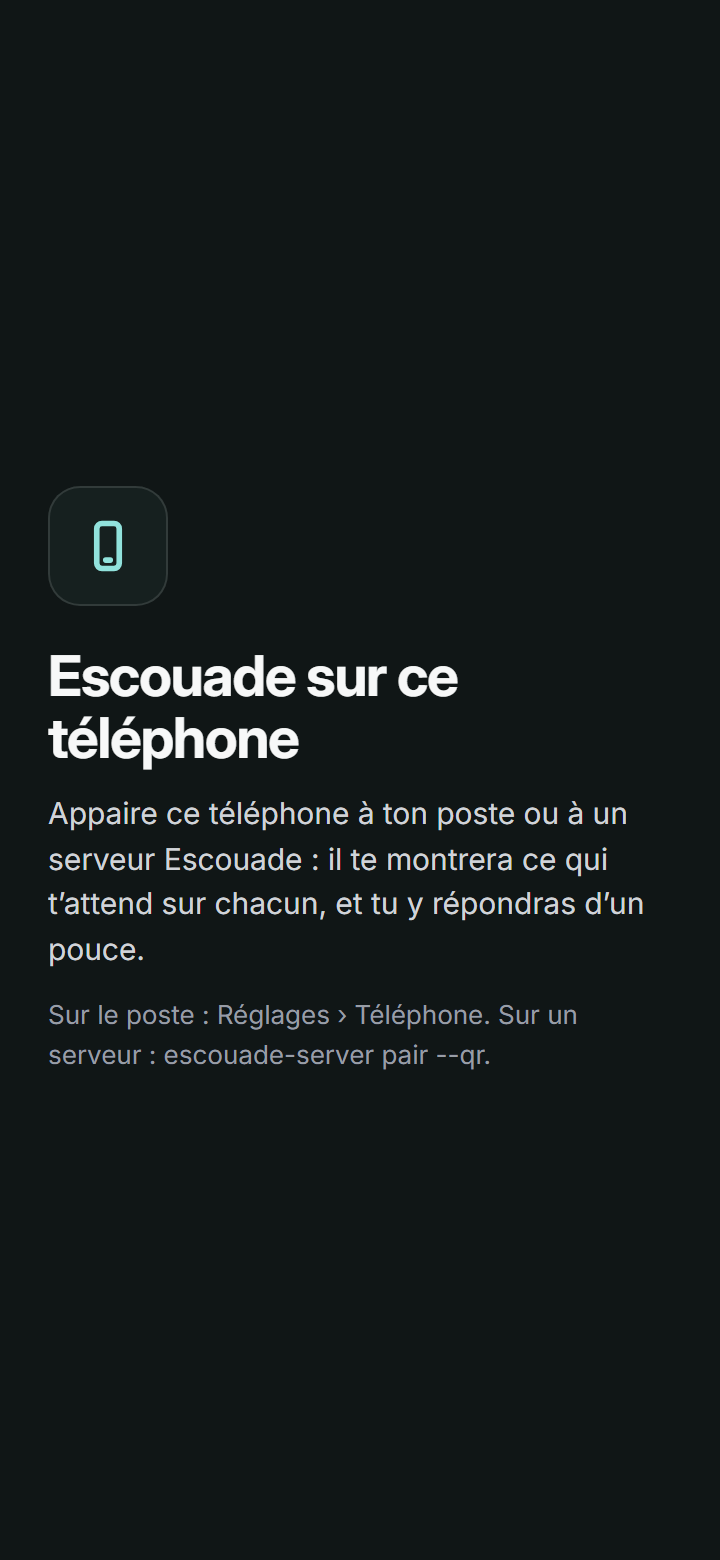 Escouade sur ce
téléphone
Appaire ce téléphone à ton poste ou à un
serveur Escouade : il te montrera ce qui
t’attend sur chacun, et tu y répondras d’un
pouce.
Sur le poste : Réglages › Téléphone. Sur un
serveur : escouade-server pair --qr.